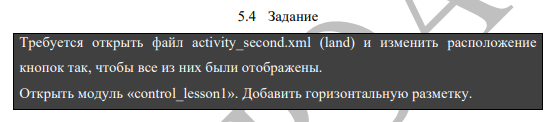 5.4 Задание
Требуется открыть файл activity_second.xml (land) и изменить расположение
кнопок так, чтобы все из них были отображены.
Открыть модуль «control_lesson1». Добавить горизонтальную разметку.